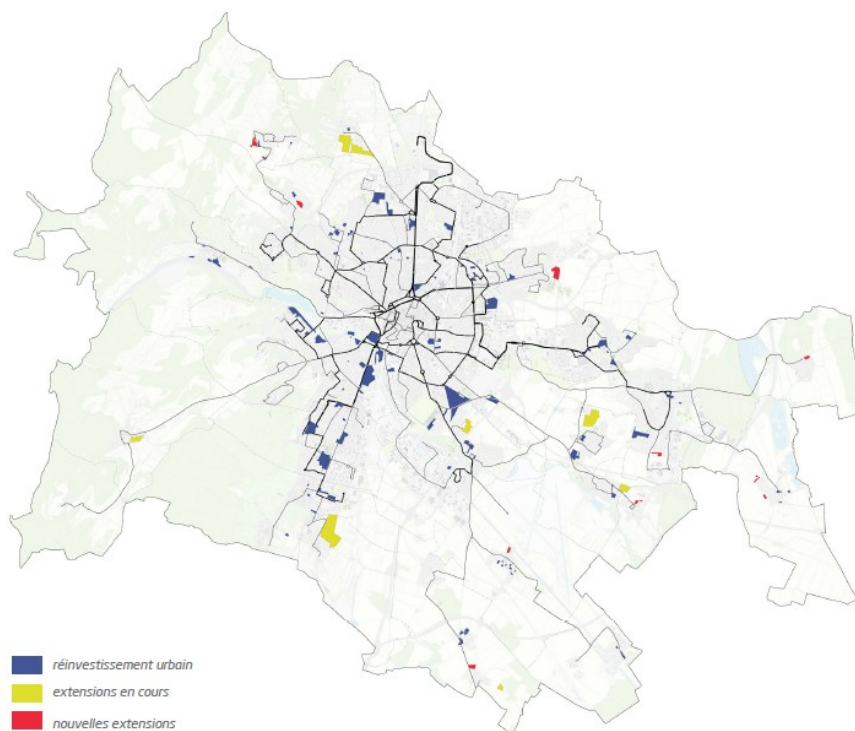 réinvestissement urbain
extensions en cours
nouvelles extensions